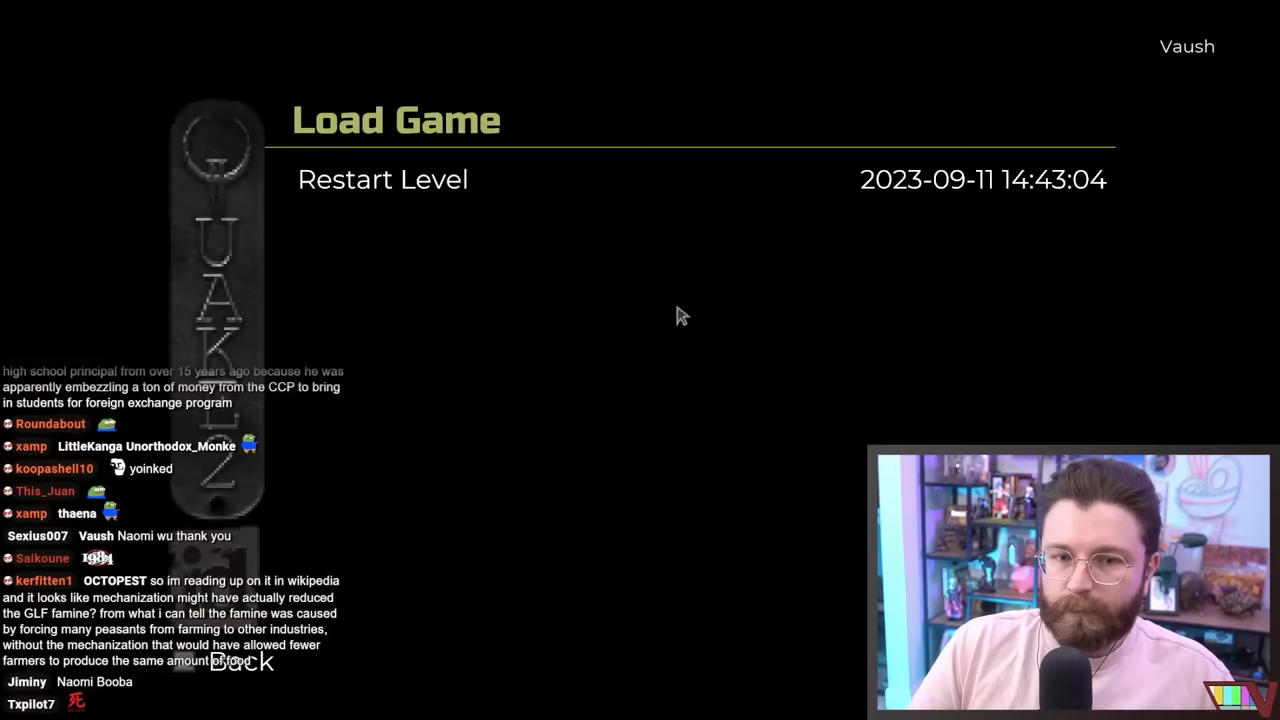 Vaush
Load Game
Restart Level 2023-09-11 14:43:04
QUAKE2
high school principal from over 15 years ago because he was
apparently embezzling a ton of money from the CCP to bring
in students for foreign exchange program
Roundabout
xamp LittleKanga Unorthodox_Monke
koopashell10 yoinked
This_Juan
xamp thaena
Sexius007 Vaush Naomi wu thank you
Salkoune 1984
kerfitten1 OCTOPEST so im reading up on it in wikipedia
and it looks like mechanization might have actually reduced
the GLF famine? from what i can tell the famine was caused
by forcing many peasants from farming to other industries,
without the mechanization that would have allowed fewer
farmers to produce the same amount of food
Back
Jiminy Naomi Booba
Txpilot7 死